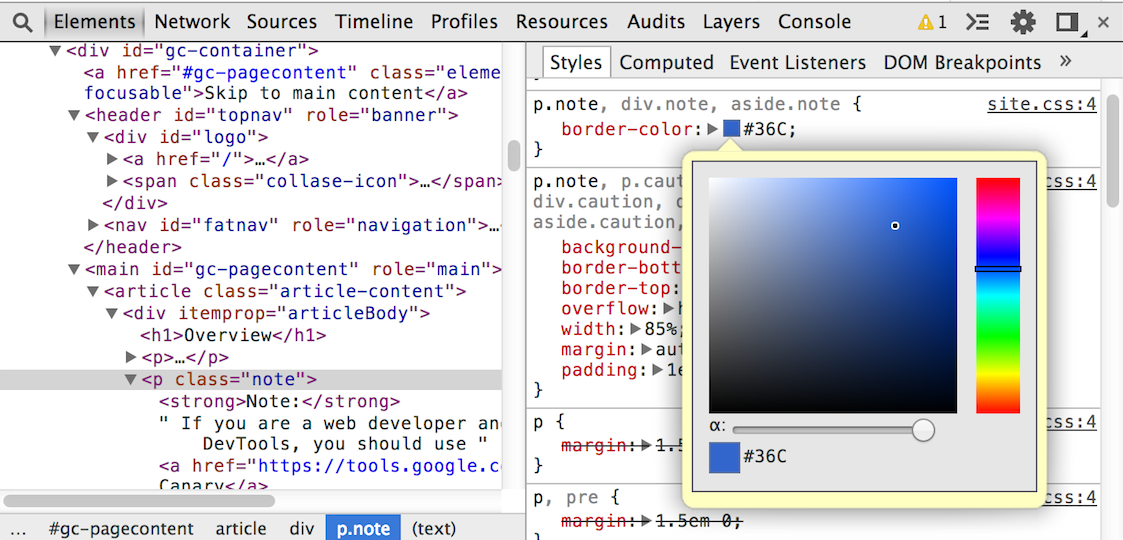 Elements Network Sources Timeline Profiles Resources Audits Layers Console 1
<div id="gc-container">
<a href="#gc-pagecontent" class="eleme
focusable">Skip to main content</a>
<header id="topnav" role="banner">
<div id="logo">
<a href="/">…</a>
<span class="collase-icon">…</span>
</div>
<nav id="fatnav" role="navigation">…<
</header>
<main id="gc-pagecontent" role="main">
<article class="article-content">
<div itemprop="articleBody">
<h1>Overview</h1>
<p>…</p>
<p class="note">
<strong>Note:</strong>
" If you are a web developer an
DevTools, you should use "
<a href="https://tools.google.c
Canary</a>
... #gc-pagecontent article div p.note (text)
Styles Computed Event Listeners DOM Breakpoints »
}
p.note, div.note, aside.note { site.css:4
border-color: #36C;
}
p.note, p.cau css:4
div.caution,
aside.caution,
background-
border-bott
border-top:
overflow: h
width: 85%;
margin: au
padding: 1e
}
p { css:4
margin: 1.5
}
p, pre { css:4
margin: 1.5em 0;
}
α:
#36C